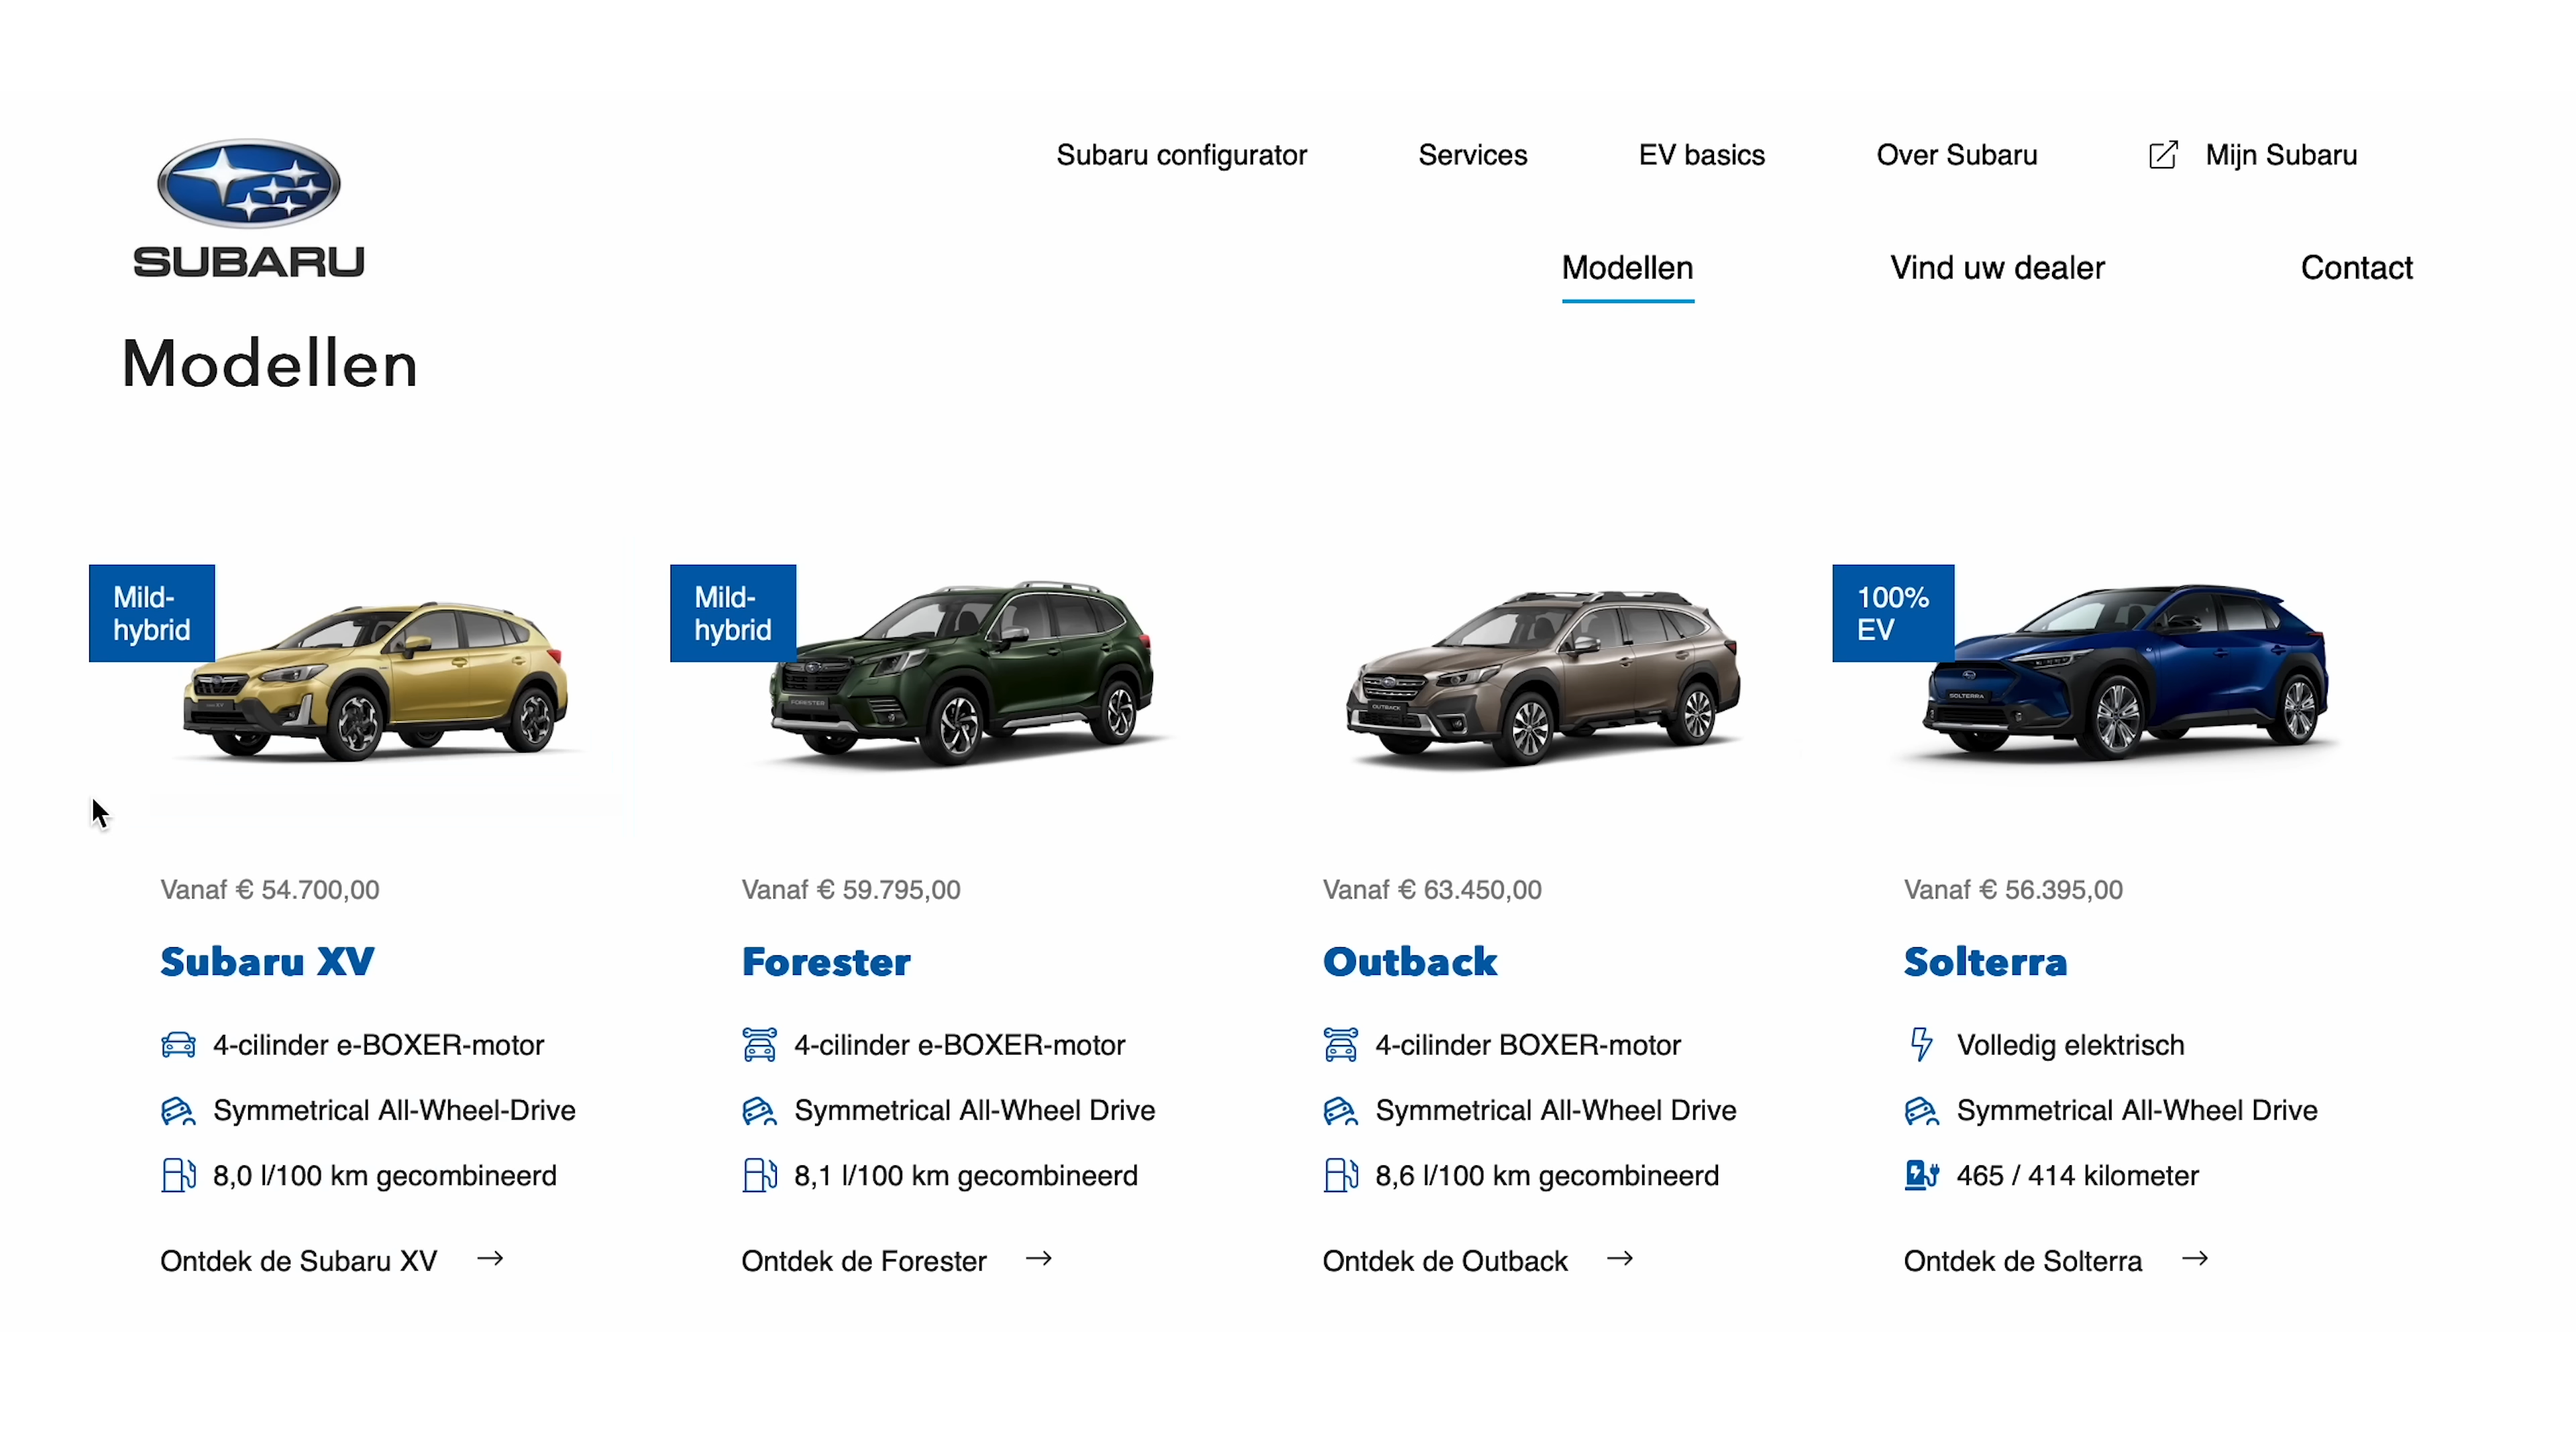 Subaru configurator Services EV basics Over Subaru Mijn Subaru
SUBARU
Modellen Vind uw dealer Contact
Modellen
Mild-
hybrid
Mild-
hybrid
100%
EV
FORESTER
OUTBACK
SOLTERRA
Vanaf € 54.700,00
Subaru XV
4-cilinder e-BOXER-motor
Symmetrical All-Wheel-Drive
8,0 l/100 km gecombineerd
Ontdek de Subaru XV
Vanaf € 59.795,00
Forester
4-cilinder e-BOXER-motor
Symmetrical All-Wheel Drive
8,1 l/100 km gecombineerd
Ontdek de Forester
Vanaf € 63.450,00
Outback
4-cilinder BOXER-motor
Symmetrical All-Wheel Drive
8,6 l/100 km gecombineerd
Ontdek de Outback
Vanaf € 56.395,00
Solterra
Volledig elektrisch
Symmetrical All-Wheel Drive
465 / 414 kilometer
Ontdek de Solterra